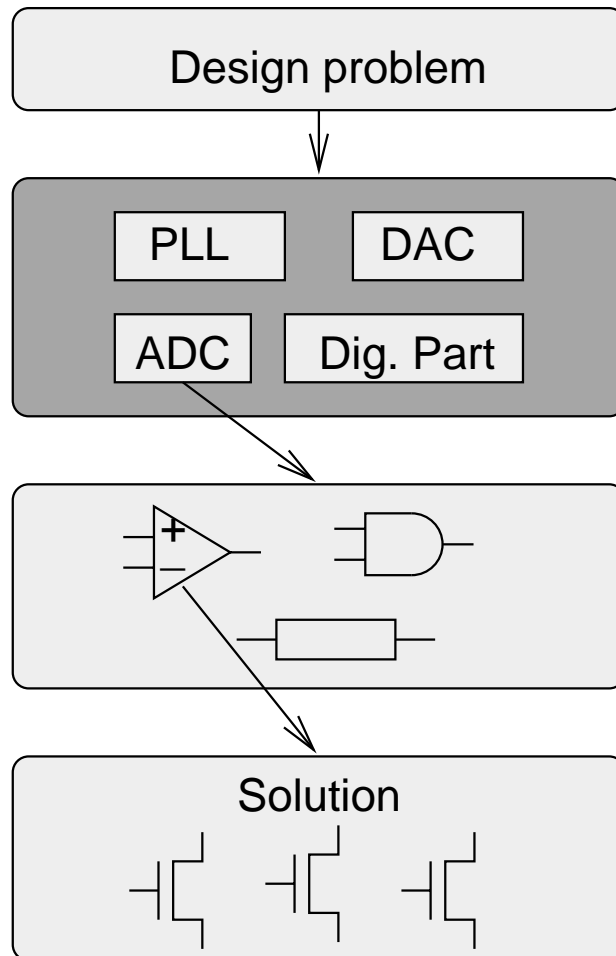 Design problem
PLL
DAC
ADC
Dig. Part
+
−
Solution